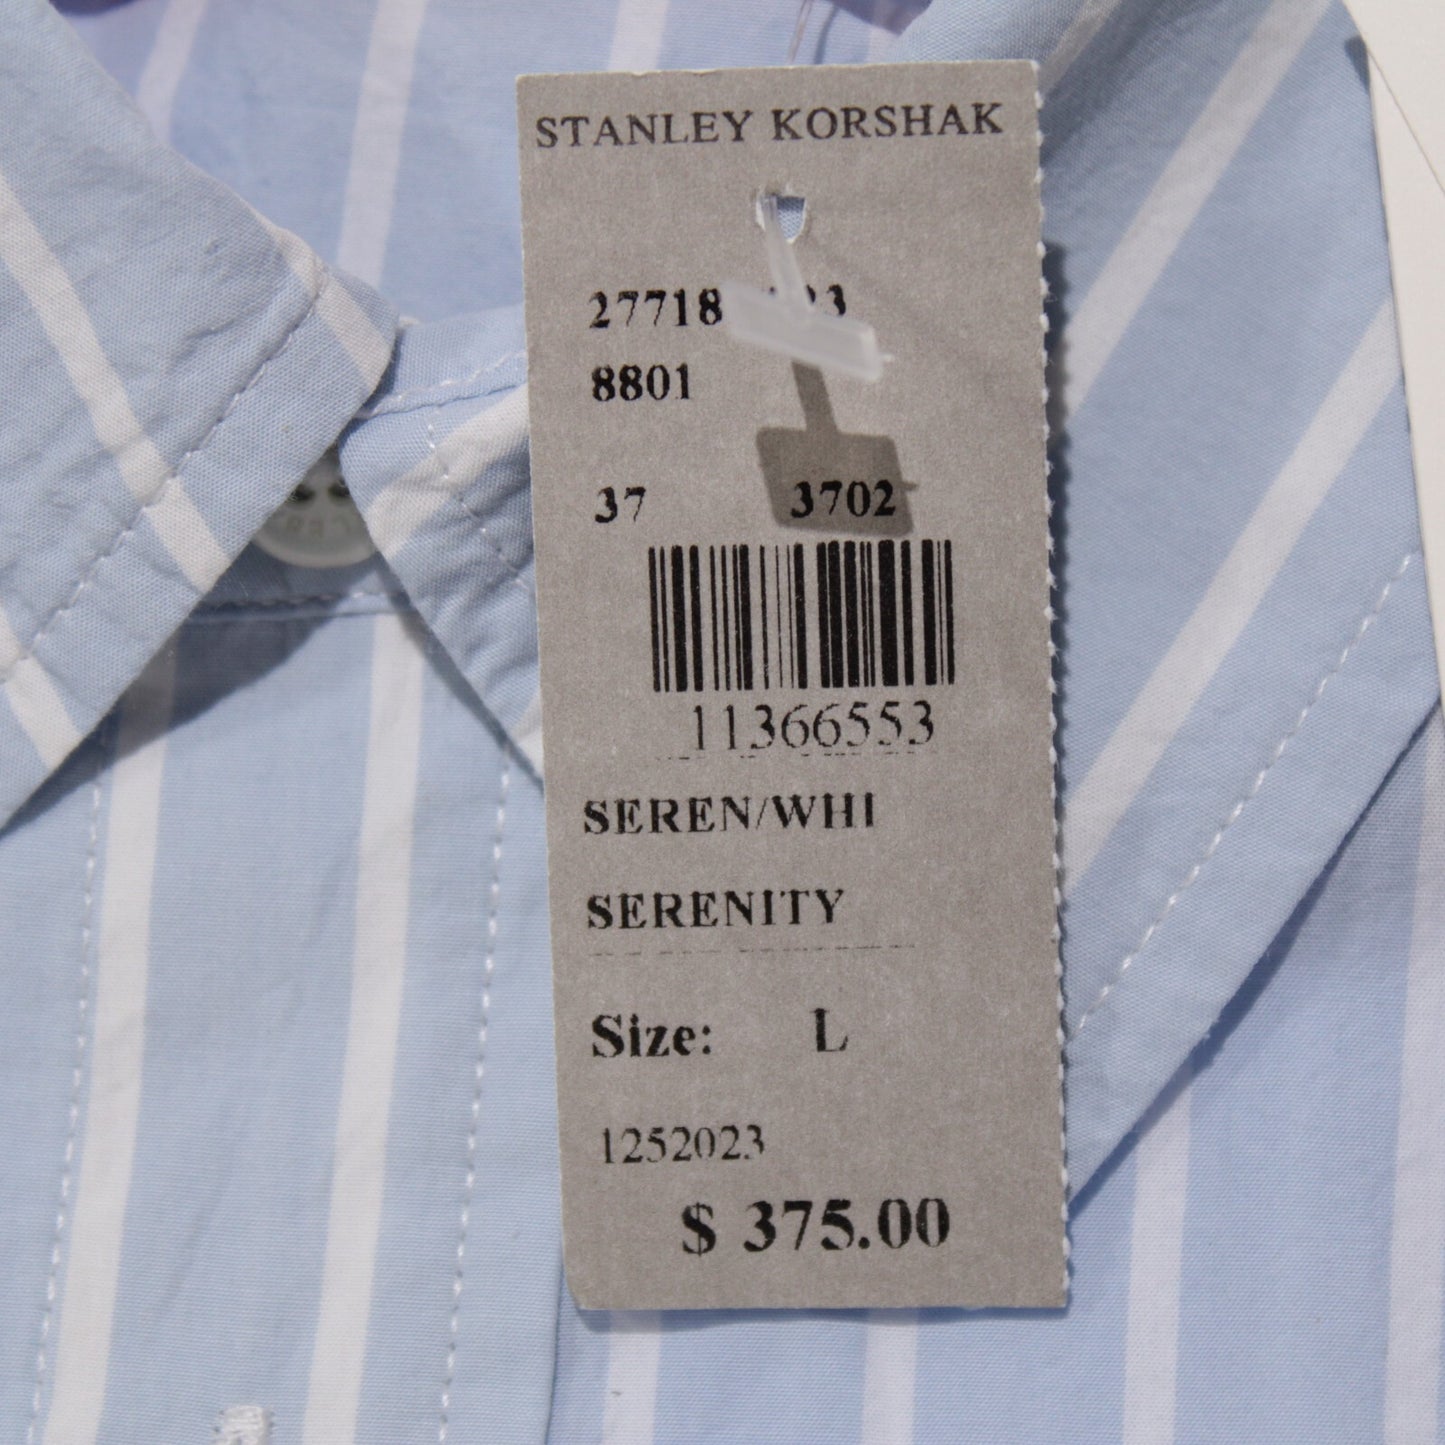 STANLEY KORSHAK
27718
8801
37 3702
11366553
SEREN/WHI
SERENITY
Size: L
1252023
$ 375.00